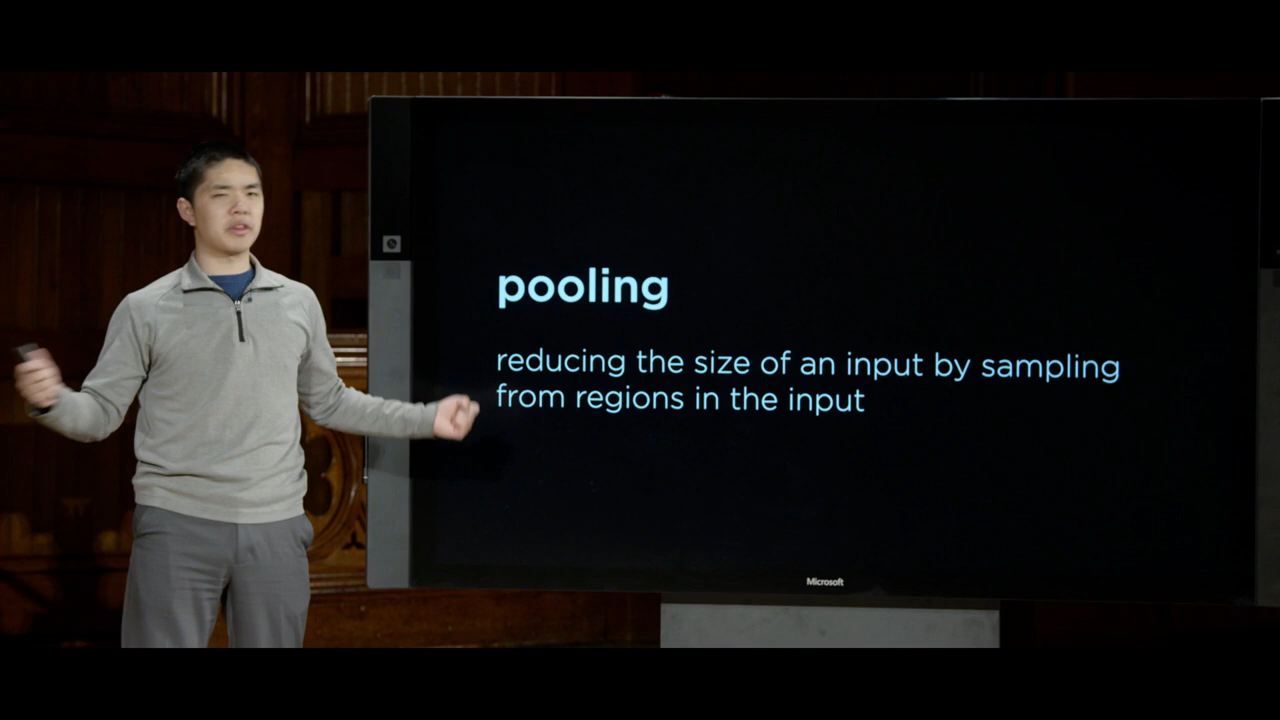 pooling
reducing the size of an input by sampling
from regions in the input
Microsoft